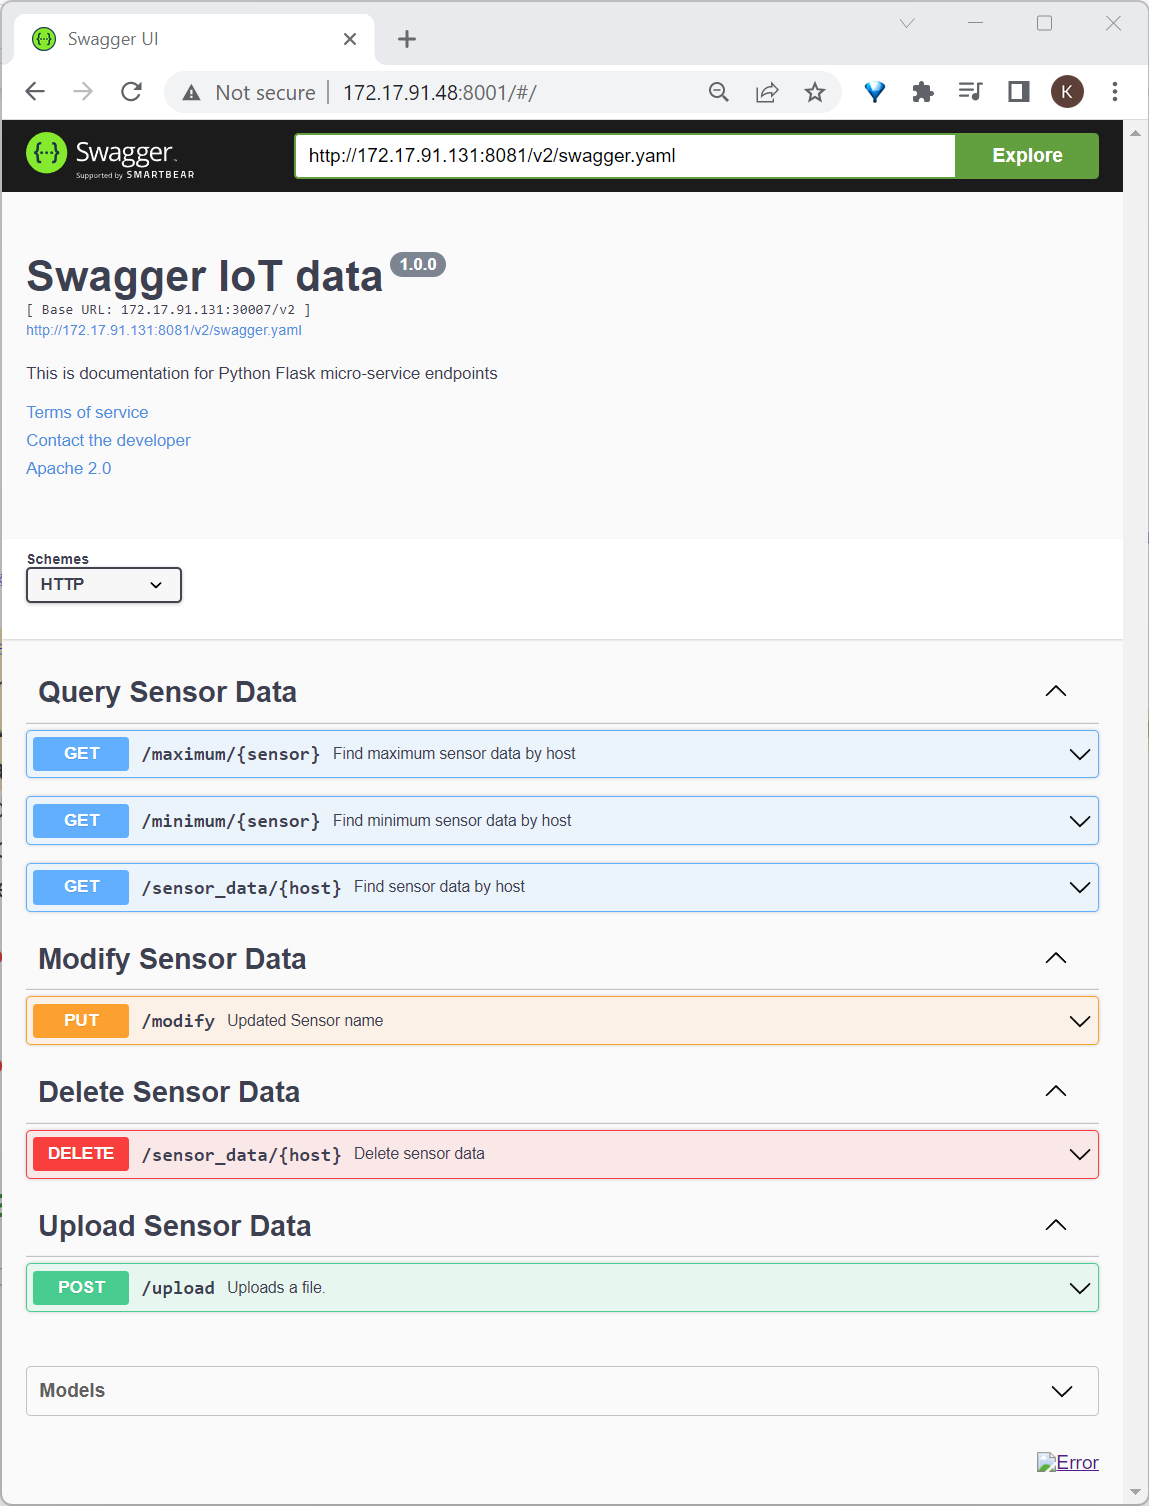 Swagger UI
Not secure | 172.17.91.48:8001/#/
K
Swagger
Supported by SMARTBEAR
http://172.17.91.131:8081/v2/swagger.yaml
Explore
Swagger IoT data 1.0.0
[ Base URL: 172.17.91.131:30007/v2 ]
http://172.17.91.131:8081/v2/swagger.yaml
This is documentation for Python Flask micro-service endpoints
Terms of service
Contact the developer
Apache 2.0
Schemes
HTTP
Query Sensor Data
GET /maximum/{sensor} Find maximum sensor data by host
GET /minimum/{sensor} Find minimum sensor data by host
GET /sensor_data/{host} Find sensor data by host
Modify Sensor Data
PUT /modify Updated Sensor name
Delete Sensor Data
DELETE /sensor_data/{host} Delete sensor data
Upload Sensor Data
POST /upload Uploads a file.
Models
Error